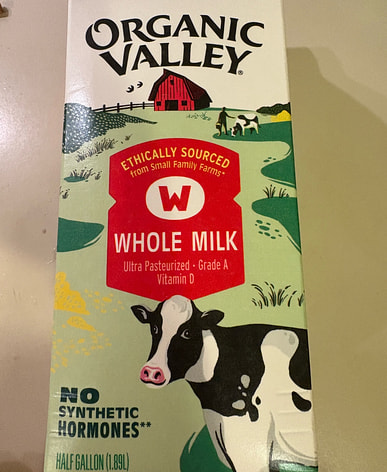 ORGANIC
VALLEY®
ETHICALLY SOURCED
from Small Family Farms*
W
WHOLE MILK
Ultra Pasteurized • Grade A
Vitamin D
NO
SYNTHETIC
HORMONES**
HALF GALLON (1.89L)